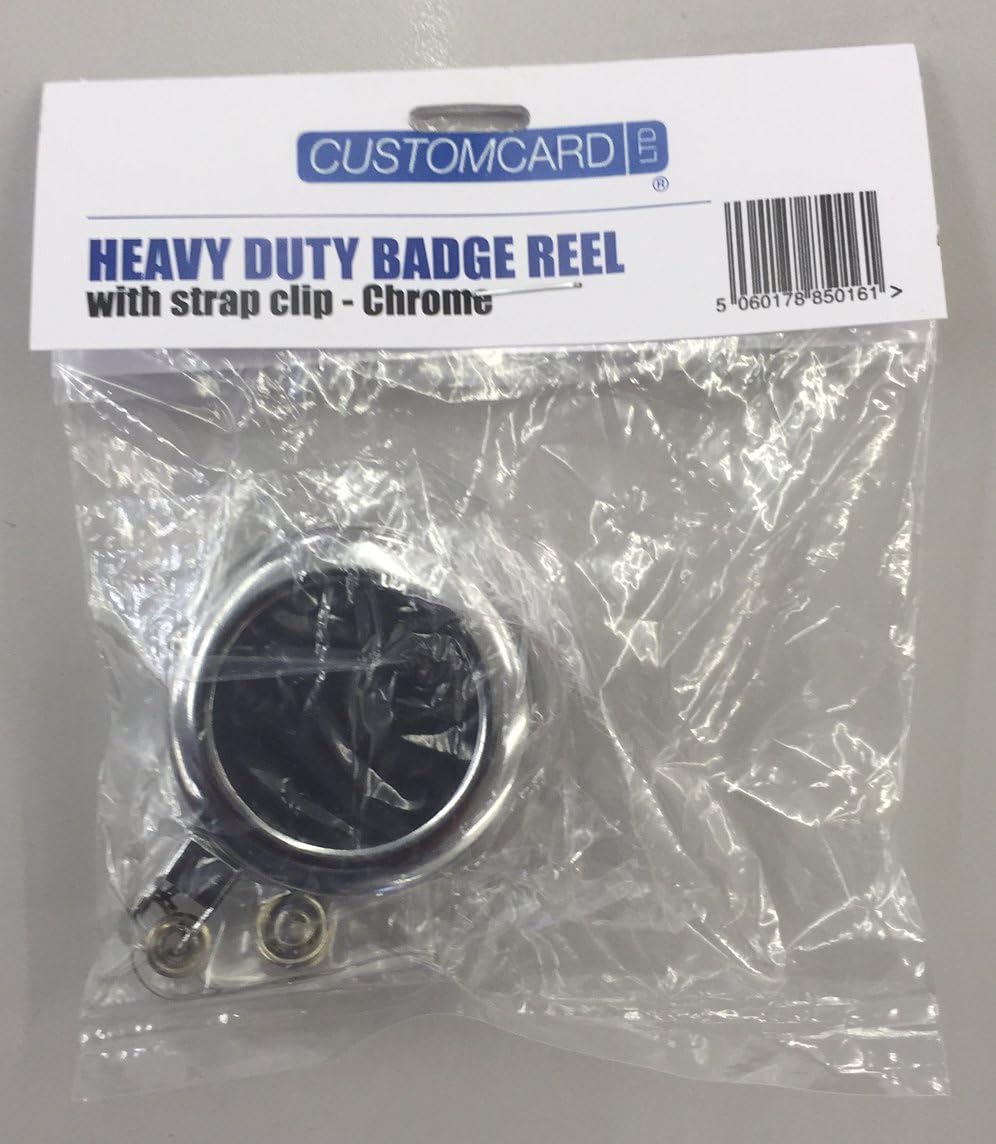 CUSTOMCARD LTD
®
HEAVY DUTY BADGE REEL
with strap clip - Chrome
5 060178 850161 >